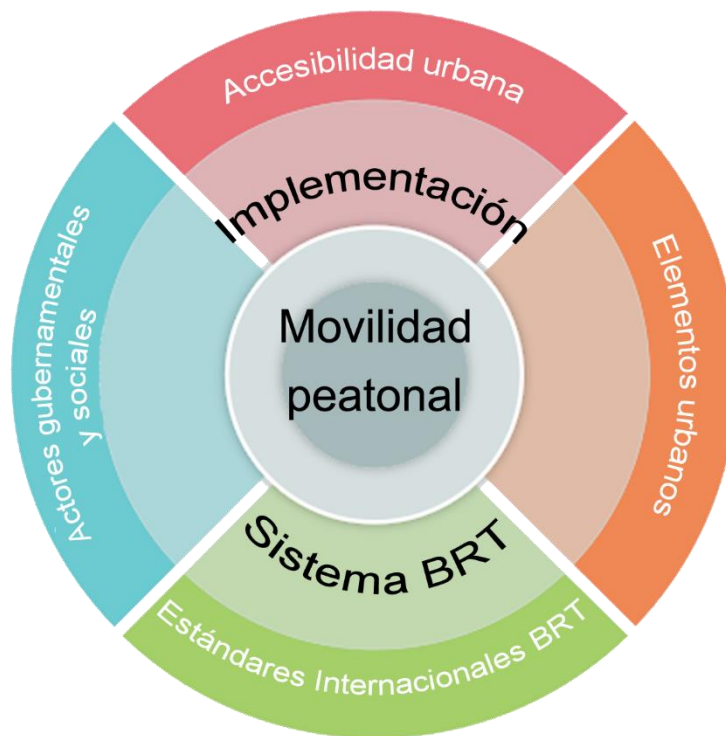 Accesibilidad urbana
Implementación
Actores gubernamentales
y sociales
Movilidad
peatonal
Elementos urbanos
Sistema BRT
Estándares Internacionales BRT